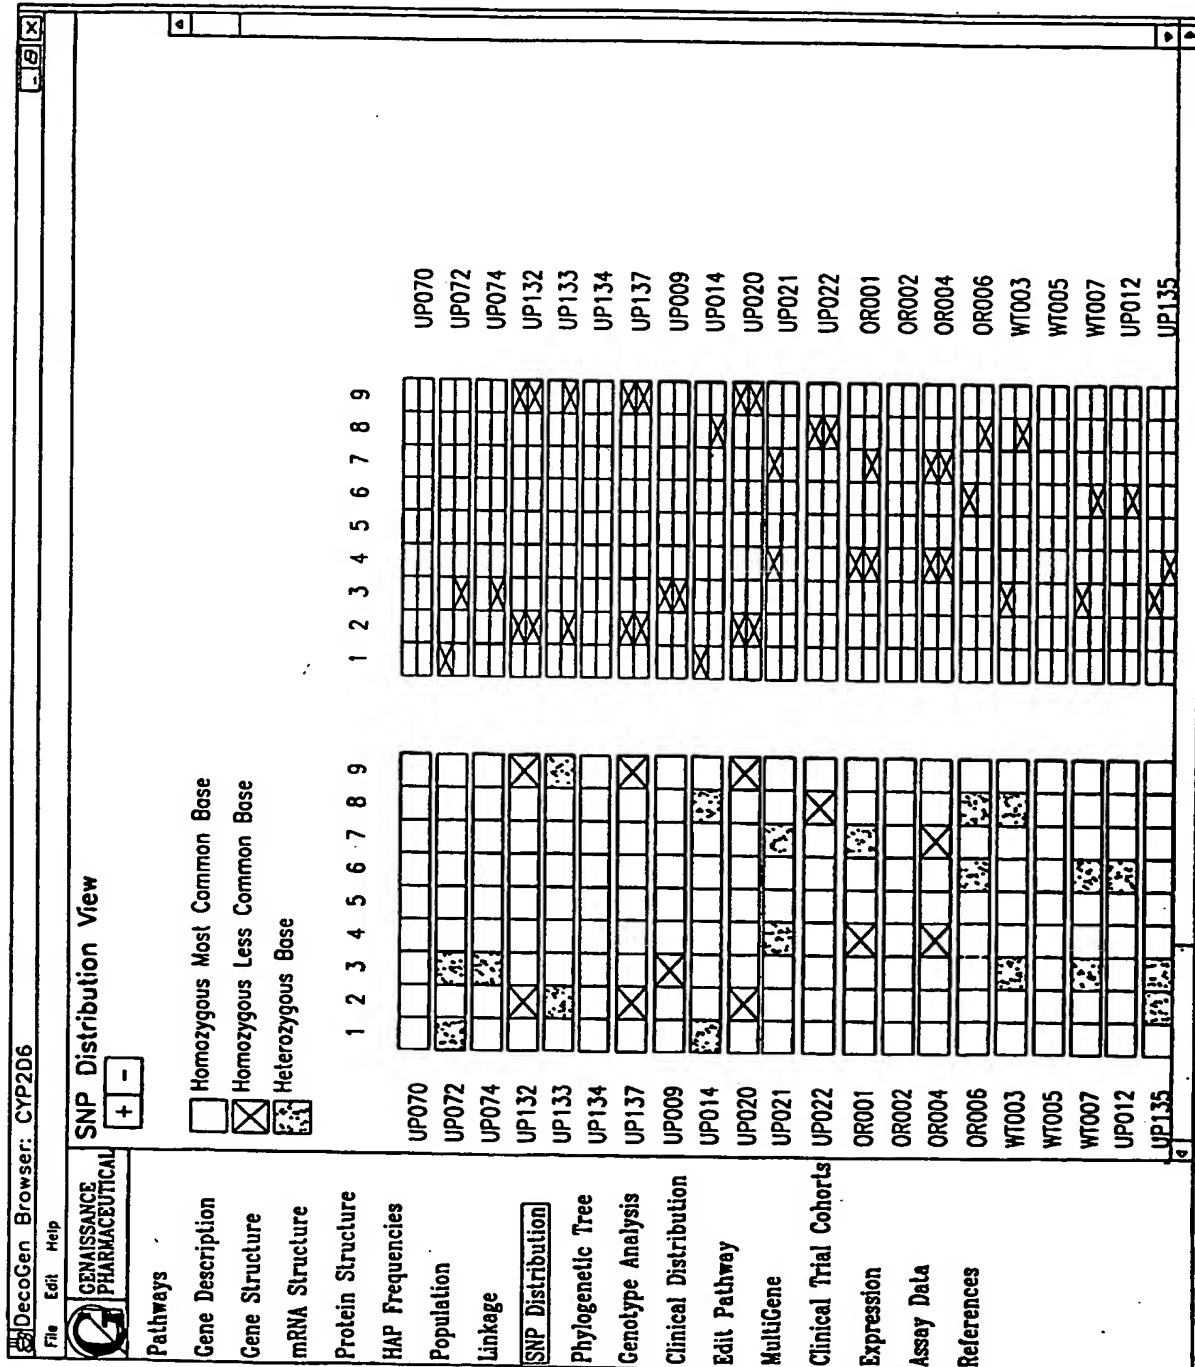 DecoGen Browser: CYP2D6
File Edit Help
GENAISSANCE
PHARMACEUTICAL
Pathways
Gene Description
Gene Structure
mRNA Structure
Protein Structure
HAP Frequencies
Population
Linkage
SNP Distribution
Phylogenetic Tree
Genotype Analysis
Clinical Distribution
Edit Pathway
MultiGene
Clinical Trial Cohorts
Expression
Assay Data
References
SNP Distribution View
+ -
Homozygous Most Common Base
Homozygous Less Common Base
Heterozygous Base
1 2 3 4 5 6 7 8 9 1 2 3 4 5 6 7 8 9
UP070 UP070
UP072 UP072
UP074 UP074
UP132 UP132
UP133 UP133
UP134 UP134
UP137 UP137
UP009 UP009
UP014 UP014
UP020 UP020
UP021 UP021
UP022 UP022
OR001 OR001
OR002 OR002
OR004 OR004
OR006 OR006
WT003 WT003
WT005 WT005
WT007 WT007
UP012 UP012
UP135 UP135